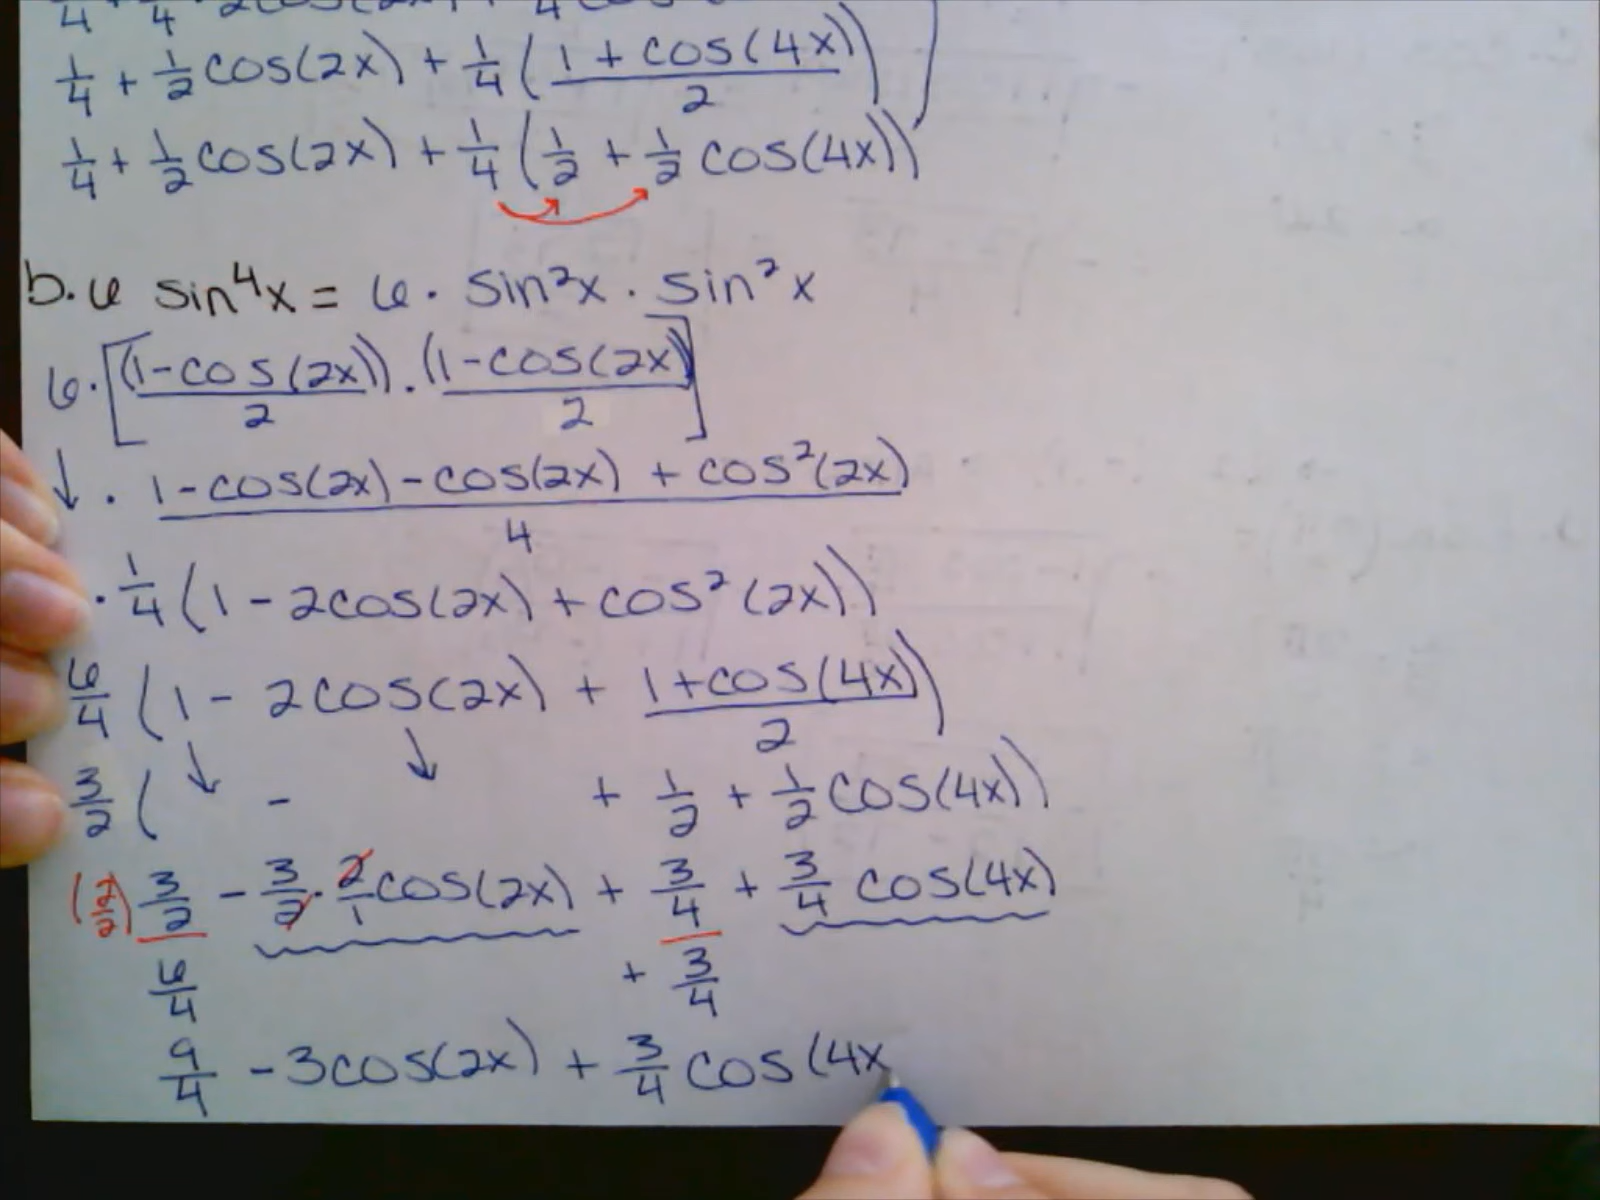 1/4 + 1/2 cos(2x) + 1/4 ( (1 + cos(4x))/2 )
1/4 + 1/2 cos(2x) + 1/4 ( 1/2 + 1/2 cos(4x))
b. 6 sin⁴x = 6 · sin²x · sin²x
6 · [ (1-cos(2x))/2 · (1-cos(2x))/2 ]
↓ · (1-cos(2x)-cos(2x) + cos²(2x))/4
· 1/4 (1 - 2cos(2x) + cos²(2x))
6/4 (1 - 2cos(2x) + (1+cos(4x))/2 )
3/2 ( ↓ - ↓ + 1/2 + 1/2 cos(4x))
(2/2) 3/2 - 3/2 · 2/1 cos(2x) + 3/4 + 3/4 cos(4x)
6/4 + 3/4
9/4 - 3cos(2x) + 3/4 cos(4x